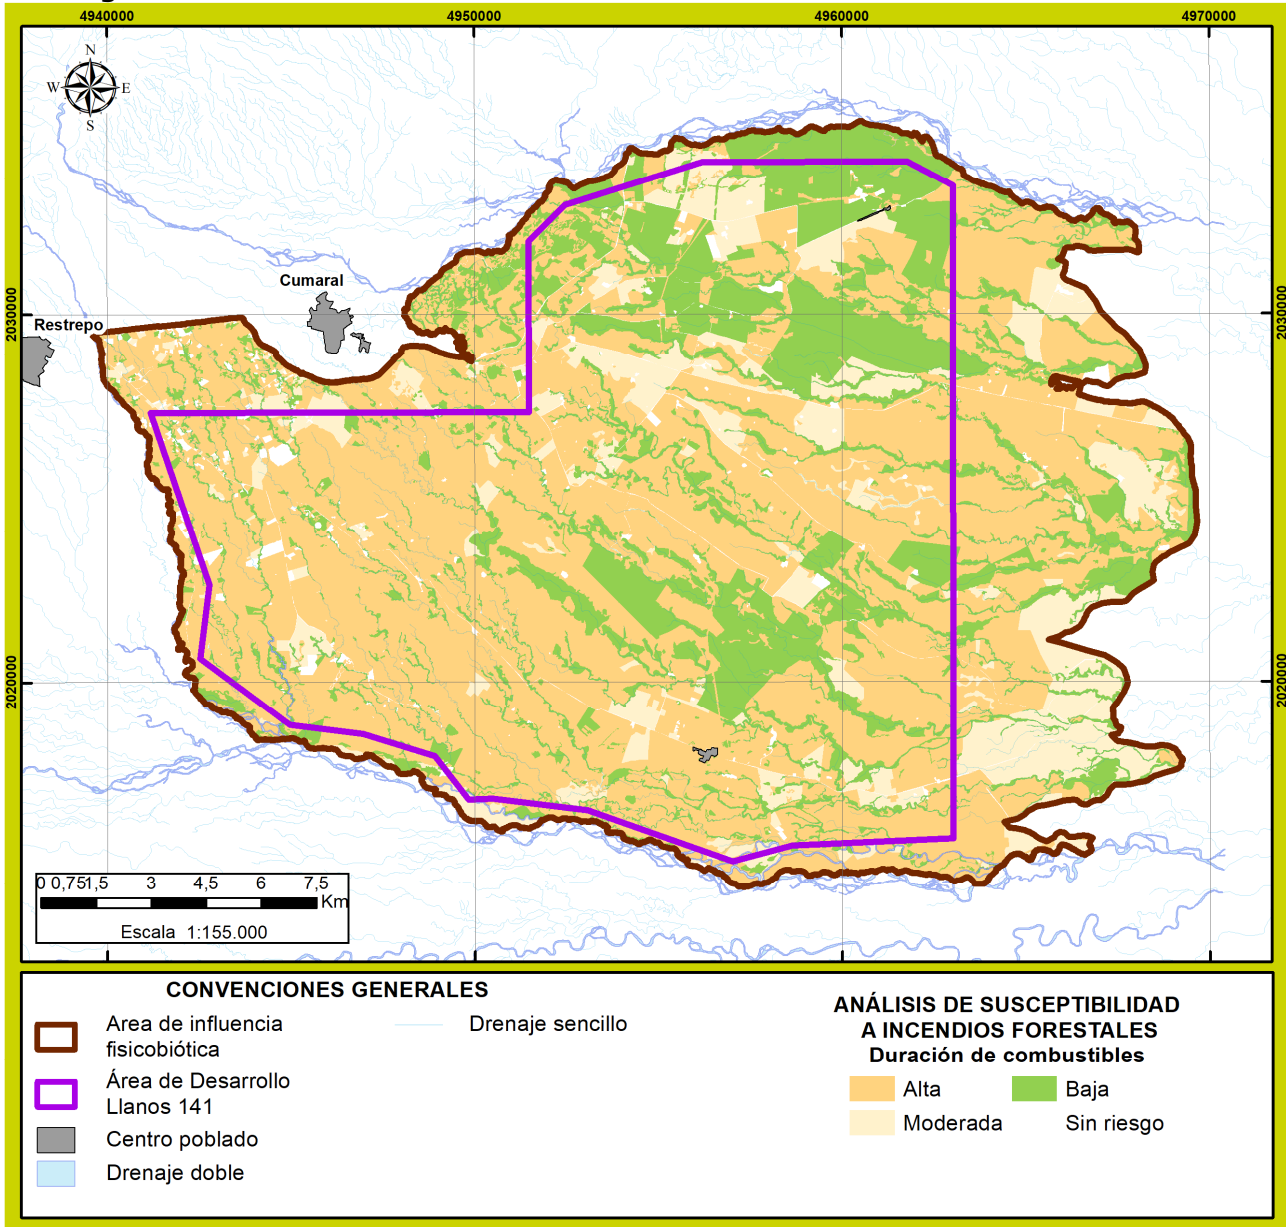 4940000
4950000
4960000
4970000
N
W
E
S
Cumaral
Restrepo
2030000
2030000
2020000
2020000
0 0,75 1,5 3 4,5 6 7,5
Km
Escala 1:155.000
CONVENCIONES GENERALES
Area de influencia
fisicobiótica
Área de Desarrollo
Llanos 141
Centro poblado
Drenaje doble
Drenaje sencillo
ANÁLISIS DE SUSCEPTIBILIDAD
A INCENDIOS FORESTALES
Duración de combustibles
Alta
Baja
Moderada
Sin riesgo